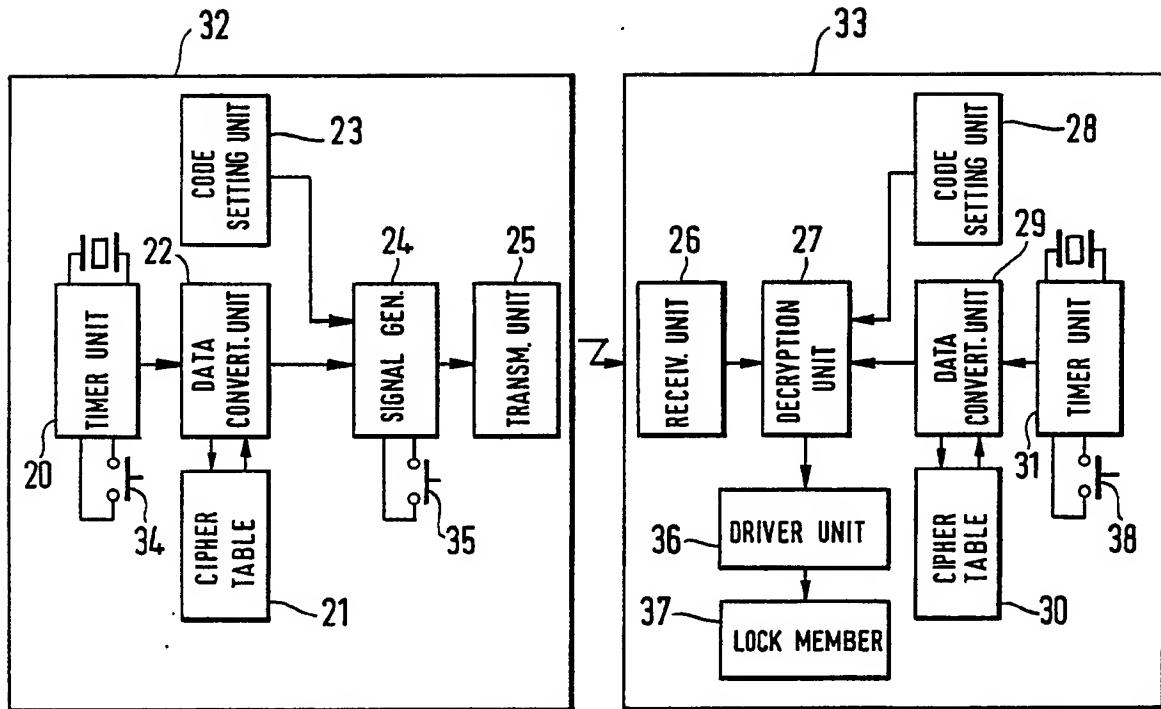 32
33
CODE
SETTING UNIT
23
CODE
SETTING UNIT
28
22
24
25
26
27
29
TIMER UNIT
DATA
CONVERT. UNIT
SIGNAL GEN.
TRANSM. UNIT
RECEIV. UNIT
DECRYPTION
UNIT
DATA
CONVERT. UNIT
TIMER UNIT
20
31
34
35
38
CIPHER
TABLE
21
36
DRIVER UNIT
CIPHER
TABLE
30
37
LOCK MEMBER